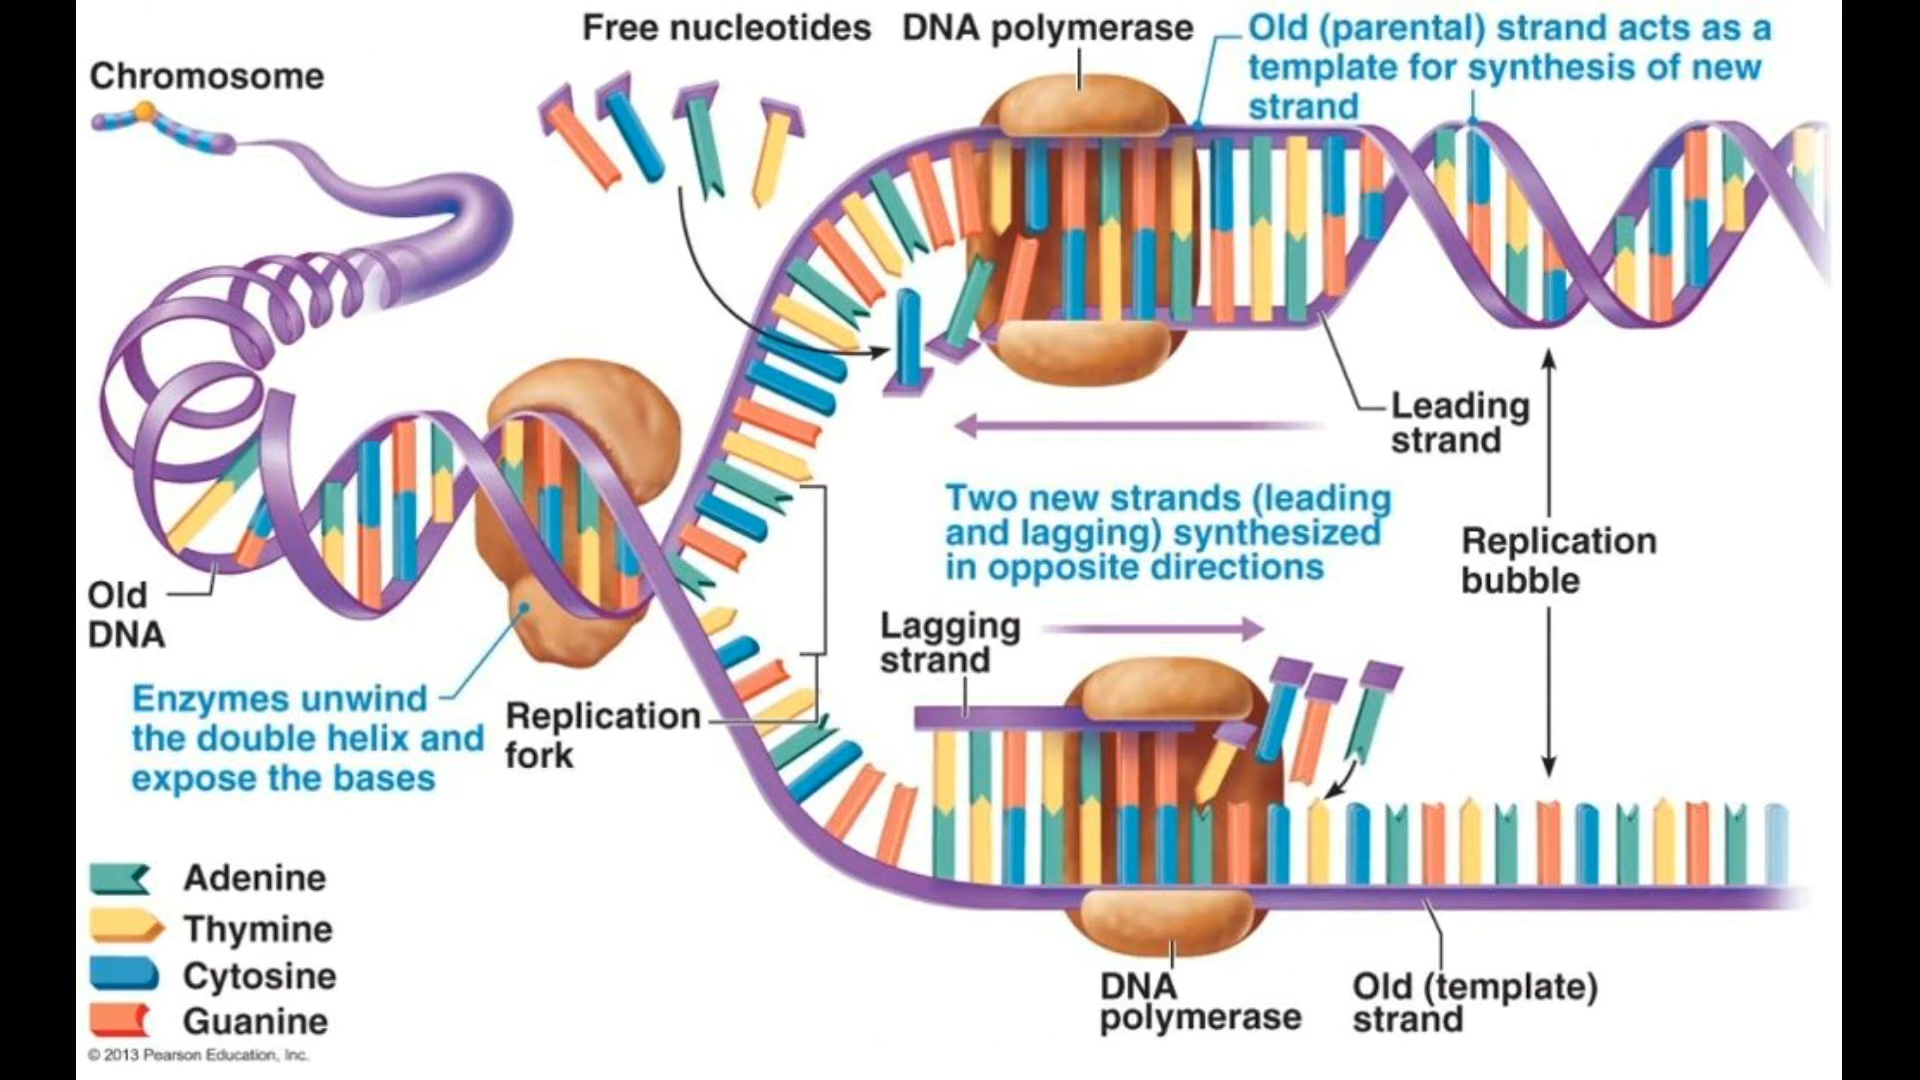 Free nucleotides
DNA polymerase
Old (parental) strand acts as a
template for synthesis of new
strand
Chromosome
Leading
strand
Two new strands (leading
and lagging) synthesized
in opposite directions
Replication
bubble
Old
DNA
Lagging
strand
Enzymes unwind
the double helix and
expose the bases
Replication
fork
Adenine
Thymine
Cytosine
Guanine
DNA
polymerase
Old (template)
strand
© 2013 Pearson Education, Inc.